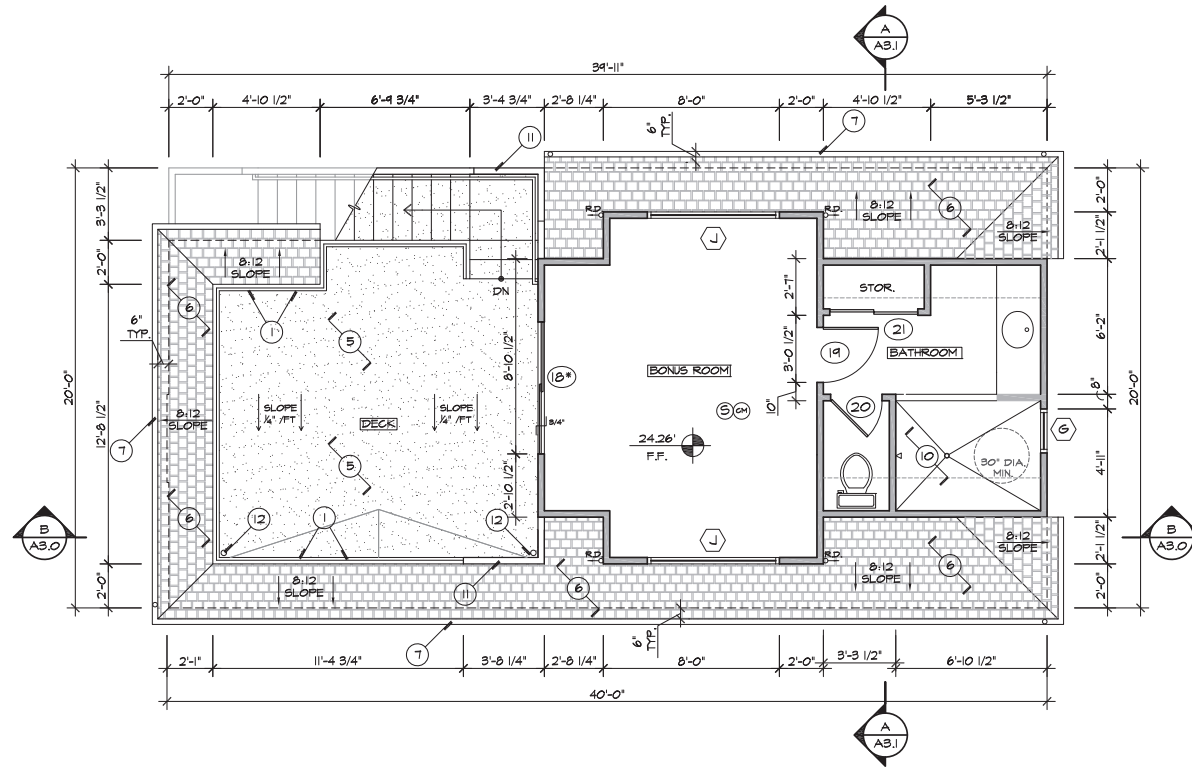 A
A3.1
39'-11"
2'-0"
4'-10 1/2"
6'-9 3/4"
3'-4 3/4"
2'-8 1/4"
8'-0"
2'-0"
4'-10 1/2"
5'-3 1/2"
11
6"
TYP.
7
3'-3 1/2"
2'-0"
12'-8 1/2"
2'-0"
20'-0"
R.D.
8:12
SLOPE
R.D.
8:12
SLOPE
6
8:12
SLOPE
2'-0"
2'-1 1/2"
6'-2"
8"
4'-11"
2'-1 1/2"
2'-0"
20'-0"
J
DN
STOR.
2'-7"
6
6"
TYP.
1
5
8'-10 1/2"
3'-0 1/2"
19
21
BATHROOM
18*
BONUS ROOM
8:12
SLOPE
SLOPE
1/4" /FT
DECK
SLOPE
1/4" /FT
3/4"
S
CM
10"
20
G
7
24.26'
F.F.
10
30" DIA.
MIN.
5
2'-10 1/2"
6
12
1
12
B
A3.0
J
B
A3.0
R.D.
R.D.
8:12
SLOPE
8:12
SLOPE
6
8:12
SLOPE
11
6
6"
TYP.
7
2'-1"
11'-4 3/4"
3'-8 1/4"
2'-8 1/4"
8'-0"
2'-0"
3'-3 1/2"
6'-10 1/2"
40'-0"
A
A3.1